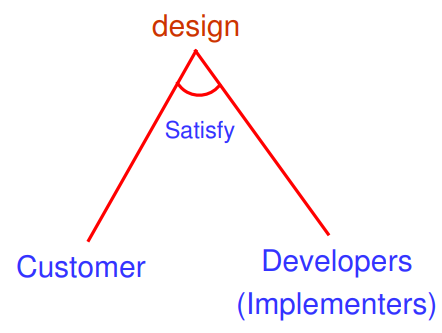 design
Satisfy
Customer
Developers
(Implementers)